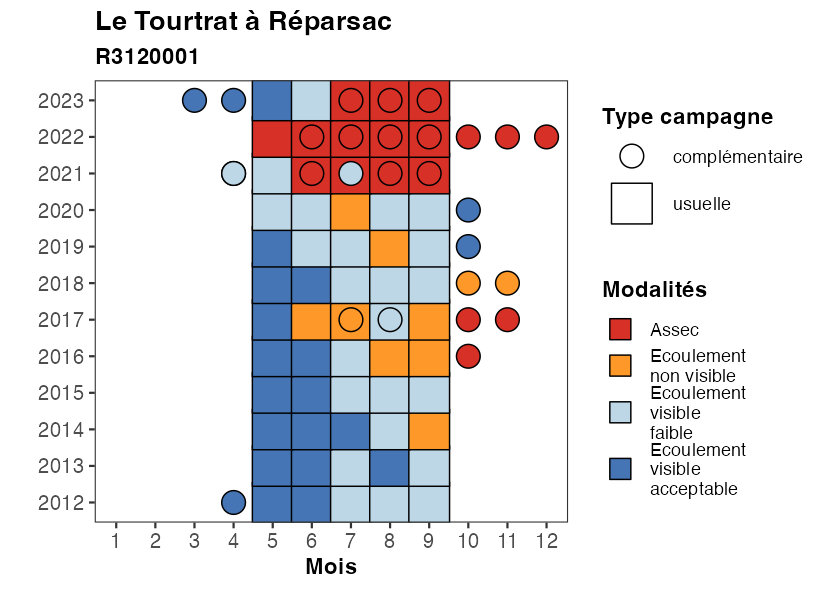 Le Tourtrat à Réparsac
R3120001
2023
2022
2021
2020
2019
2018
2017
2016
2015
2014
2013
2012
1 2 3 4 5 6 7 8 9 10 11 12
Mois
Type campagne
complémentaire
usuelle
Modalités
Assec
Ecoulement
non visible
Ecoulement
visible
faible
Ecoulement
visible
acceptable